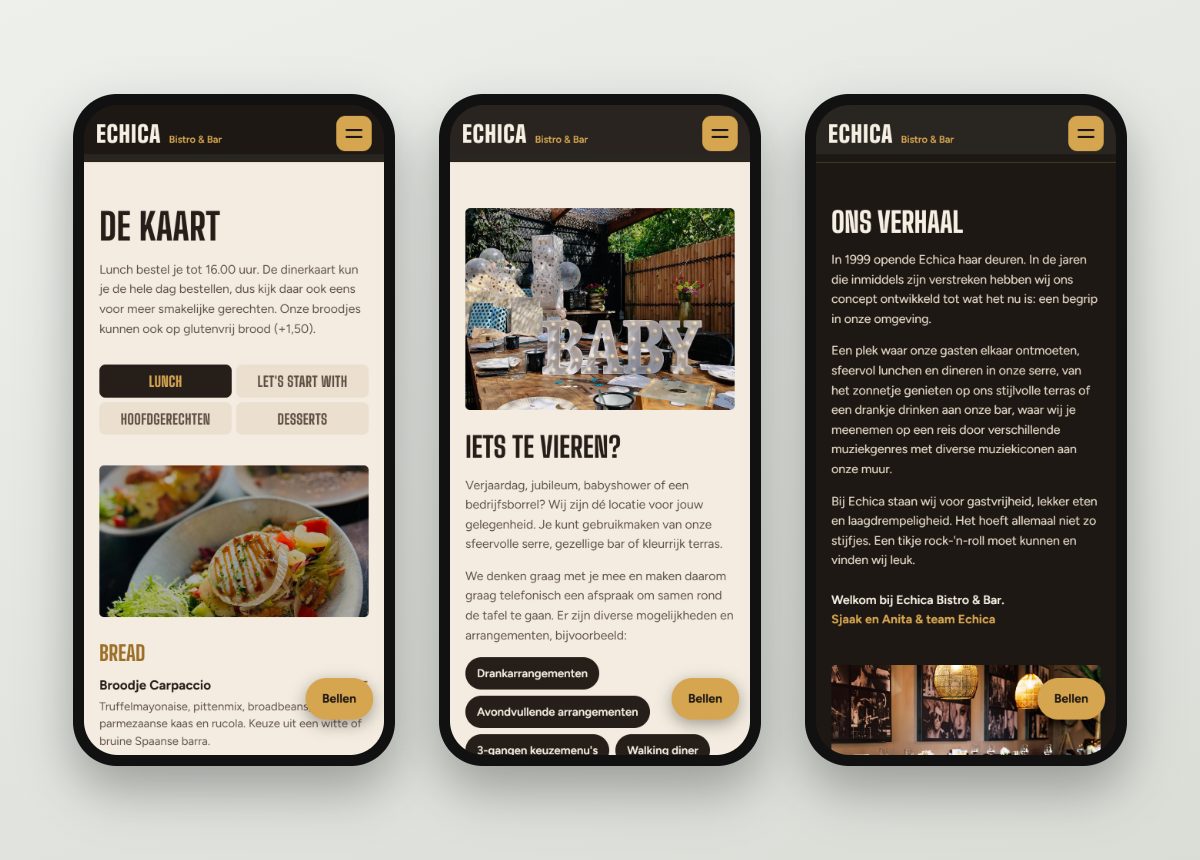 ECHICA Bistro & Bar
DE KAART
Lunch bestel je tot 16.00 uur. De dinerkaart kun
je de hele dag bestellen, dus kijk daar ook eens
voor meer smakelijke gerechten. Onze broodjes
kunnen ook op glutenvrij brood (+1,50).
LUNCH
LET'S START WITH
HOOFDGERECHTEN
DESSERTS
BREAD
Broodje Carpaccio
Truffelmayonaise, pittenmix, broadbeans
parmezaanse kaas en rucola. Keuze uit een witte of
bruine Spaanse barra.
Bellen
ECHICA Bistro & Bar
BABY
IETS TE VIEREN?
Verjaardag, jubileum, babyshower of een
bedrijfsborrel? Wij zijn dé locatie voor jouw
gelegenheid. Je kunt gebruikmaken van onze
sfeervolle serre, gezellige bar of kleurrijk terras.
We denken graag met je mee en maken daarom
graag telefonisch een afspraak om samen rond
de tafel te gaan. Er zijn diverse mogelijkheden en
arrangementen, bijvoorbeeld:
Drankarrangementen
Avondvullende arrangementen
3-gangen keuzemenu's
Walking diner
Bellen
ECHICA Bistro & Bar
ONS VERHAAL
In 1999 opende Echica haar deuren. In de jaren
die inmiddels zijn verstreken hebben wij ons
concept ontwikkeld tot wat het nu is: een begrip
in onze omgeving.
Een plek waar onze gasten elkaar ontmoeten,
sfeervol lunchen en dineren in onze serre, van
het zonnetje genieten op ons stijlvolle terras of
een drankje drinken aan onze bar, waar wij je
meenemen op een reis door verschillende
muziekgenres met diverse muziekiconen aan
onze muur.
Bij Echica staan wij voor gastvrijheid, lekker eten
en laagdrempeligheid. Het hoeft allemaal niet zo
stijfjes. Een tikje rock-'n-roll moet kunnen en
vinden wij leuk.
Welkom bij Echica Bistro & Bar.
Sjaak en Anita & team Echica
Bellen